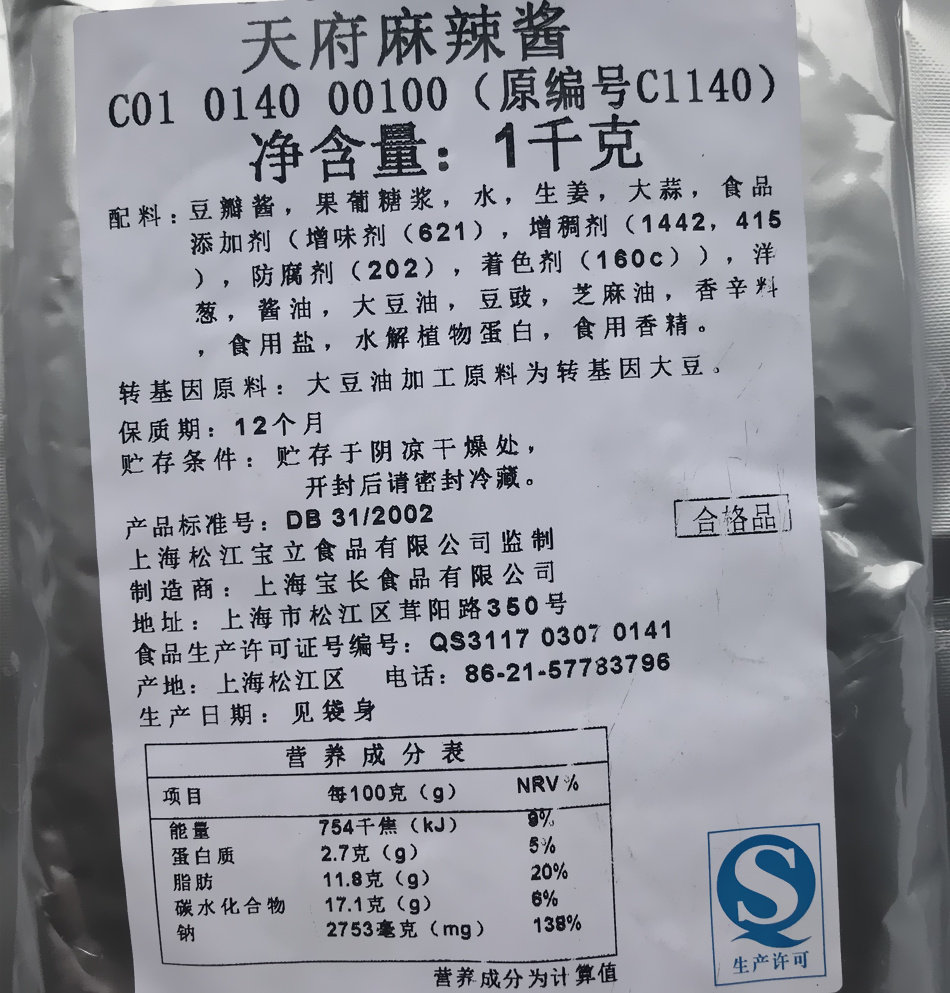 天府麻辣酱
C01 0140 00100（原编号C1140）
净含量：1千克
配料：豆瓣酱，果葡糖浆，水，生姜，大蒜，食品
添加剂（增味剂（621），增稠剂（1442，415
），防腐剂（202），着色剂（160c）），洋
葱，酱油，大豆油，豆豉，芝麻油，香辛料
，食用盐，水解植物蛋白，食用香精。
转基因原料：大豆油加工原料为转基因大豆。
保质期：12个月
贮存条件：贮存于阴凉干燥处，
开封后请密封冷藏。
产品标准号：DB 31/2002
合格品
上海松江宝立食品有限公司监制
制造商：上海宝长食品有限公司
地址：上海市松江区茸阳路350号
食品生产许可证号编号：QS3117 0307 0141
产地：上海松江区 电话：86-21-57783796
生产日期：见袋身
营养成分表
项目 每100克（g） NRV%
能量 754千焦（kJ） 9%
蛋白质 2.7克（g） 5%
脂肪 11.8克（g） 20%
碳水化合物 17.1克（g） 6%
钠 2753毫克（mg） 138%
营养成分为计算值
生产许可